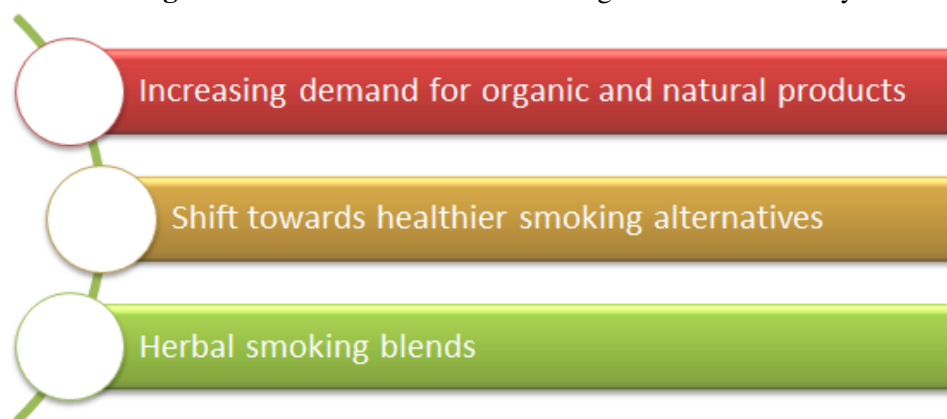 Increasing demand for organic and natural products
Shift towards healthier smoking alternatives
Herbal smoking blends